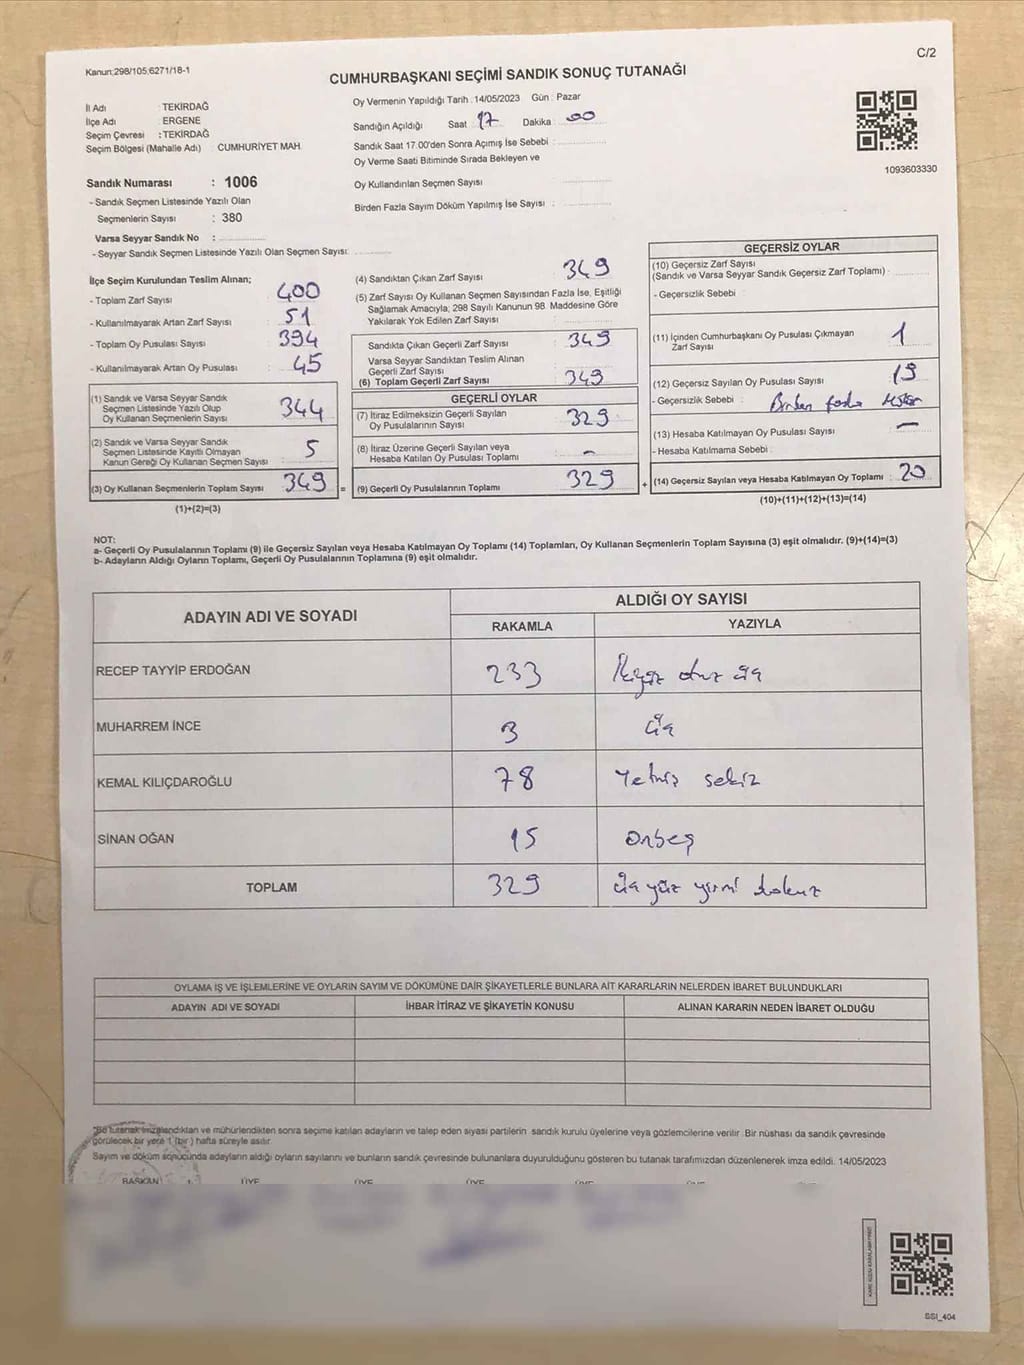 Kanun:298/105;6271/18-1
C/2
CUMHURBAŞKANI SEÇİMİ SANDIK SONUÇ TUTANAĞI
İl Adı : TEKİRDAĞ
İlçe Adı : ERGENE
Seçim Çevresi : TEKİRDAĞ
Seçim Bölgesi (Mahalle Adı) CUMHURİYET MAH.
Oy Vermenin Yapıldığı Tarih : 14/05/2023 Gün : Pazar
Sandığın Açıldığı Saat 17 Dakika 00
Sandık Saat 17.00'den Sonra Açımış İse Sebebi :
Oy Verme Saati Bitiminde Sırada Bekleyen ve
Oy Kullandırılan Seçmen Sayısı
Birden Fazla Sayım Döküm Yapılmış İse Sayısı :
1093603330
Sandık Numarası : 1006
- Sandık Seçmen Listesinde Yazılı Olan
Seçmenlerin Sayısı : 380
Varsa Seyyar Sandık No :
- Seyyar Sandık Seçmen Listesinde Yazılı Olan Seçmen Sayısı:
İlçe Seçim Kurulundan Teslim Alınan;
- Toplam Zarf Sayısı 400
- Kullanılmayarak Artan Zarf Sayısı : 51
- Toplam Oy Pusulası Sayısı : 394
- Kullanılmayarak Artan Oy Pusulası : 45
(1) Sandık ve Varsa Seyyar Sandık
Seçmen Listesinde Yazılı Olup
Oy Kullanan Seçmenlerin Sayısı 344
(2) Sandık ve Varsa Seyyar Sandık
Seçmen Listesinde Kayıtlı Olmayan
Kanun Gereği Oy Kullanan Seçmen Sayısı : 5
(3) Oy Kullanan Seçmenlerin Toplam Sayısı : 349 =
(1)+(2)=(3)
(4) Sandıktan Çıkan Zarf Sayısı 349
(5) Zarf Sayısı Oy Kullanan Seçmen Sayısından Fazla İse, Eşitliği
Sağlamak Amacıyla; 298 Sayılı Kanunun 98. Maddesine Göre
Yakılarak Yok Edilen Zarf Sayısı
Sandıkta Çıkan Geçerli Zarf Sayısı : 349
Varsa Seyyar Sandıktan Teslim Alınan
Geçerli Zarf Sayısı
(6) Toplam Geçerli Zarf Sayısı : 349
GEÇERLİ OYLAR
(7) İtiraz Edilmeksizin Geçerli Sayılan
Oy Pusulalarının Sayısı : 329
(8) İtiraz Üzerine Geçerli Sayılan veya
Hesaba Katılan Oy Pusulası Toplamı : -
(9) Geçerli Oy Pusulalarının Toplamı : 329 +
GEÇERSİZ OYLAR
(10) Geçersiz Zarf Sayısı
(Sandık ve Varsa Seyyar Sandık Geçersiz Zarf Toplamı) :
- Geçersizlik Sebebi :
(11) İçinden Cumhurbaşkanı Oy Pusulası Çıkmayan
Zarf Sayısı : 1
(12) Geçersiz Sayılan Oy Pusulası Sayısı : 19
- Geçersizlik Sebebi : Birden fazla
(13) Hesaba Katılmayan Oy Pusulası Sayısı : -
- Hesaba Katılmama Sebebi :
(14) Geçersiz Sayılan veya Hesaba Katılmayan Oy Toplamı : 20
(10)+(11)+(12)+(13)=(14)
NOT:
a- Geçerli Oy Pusulalarının Toplamı (9) ile Geçersiz Sayılan veya Hesaba Katılmayan Oy Toplamı (14) Toplamları, Oy Kullanan Seçmenlerin Toplam Sayısına (3) eşit olmalıdır. (9)+(14)=(3)
b- Adayların Aldığı Oyların Toplamı, Geçerli Oy Pusulalarının Toplamına (9) eşit olmalıdır.
ADAYIN ADI VE SOYADI
ALDIĞI OY SAYISI
RAKAMLA YAZIYLA
RECEP TAYYİP ERDOĞAN 233 İkiyüz otuz üç
MUHARREM İNCE 3 üç
KEMAL KILIÇDAROĞLU 78 Yetmiş sekiz
SİNAN OĞAN 15 onbeş
TOPLAM 329 üç yüz yirmi dokuz
OYLAMA İŞ VE İŞLEMLERİNE VE OYLARIN SAYIM VE DÖKÜMÜNE DAİR ŞİKAYETLERLE BUNLARA AİT KARARLARIN NELERDEN İBARET BULUNDUKLARI
ADAYIN ADI VE SOYADI İHBAR İTİRAZ VE ŞİKAYETİN KONUSU ALINAN KARARIN NEDEN İBARET OLDUĞU
*Bu tutanak imzalandıktan ve mühürlendikten sonra seçime katılan adayların ve talep eden siyasi partilerin sandık kurulu üyelerine veya gözlemcilerine verilir. Bir nüshası da sandık çevresinde
görülecek bir yere 1 (bir) hafta süreyle asılır.
Sayım ve döküm sonucunda adayların aldığı oyların sayılarını ve bunların sandık çevresinde bulunanlara duyurulduğunu gösteren bu tutanak tarafımızdan düzenlenerek imza edildi. 14/05/2023
BAŞKAN ÜYE ÜYE ÜYE ÜYE ÜYE
SSI_404